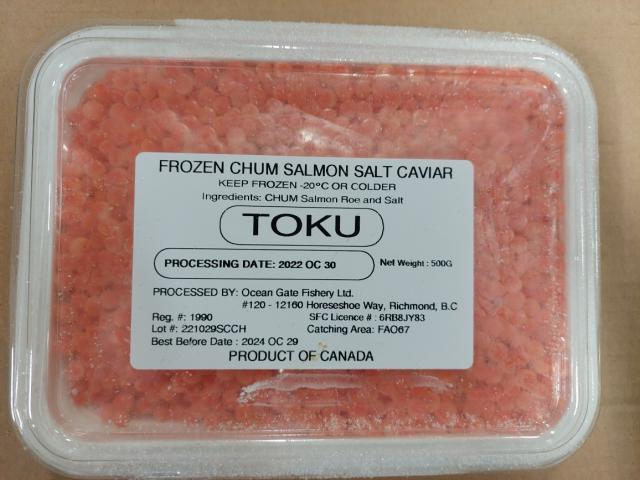 FROZEN CHUM SALMON SALT CAVIAR
KEEP FROZEN -20°C OR COLDER
Ingredients: CHUM Salmon Roe and Salt
TOKU
PROCESSING DATE: 2022 OC 30 Net Weight : 500G
PROCESSED BY: Ocean Gate Fishery Ltd.
#120 - 12160 Horeseshoe Way, Richmond, B.C
Reg. #: 1990 SFC Licence # : 6RB8JY83
Lot #: 221029SCCH Catching Area: FAO67
Best Before Date : 2024 OC 29
PRODUCT OF CANADA